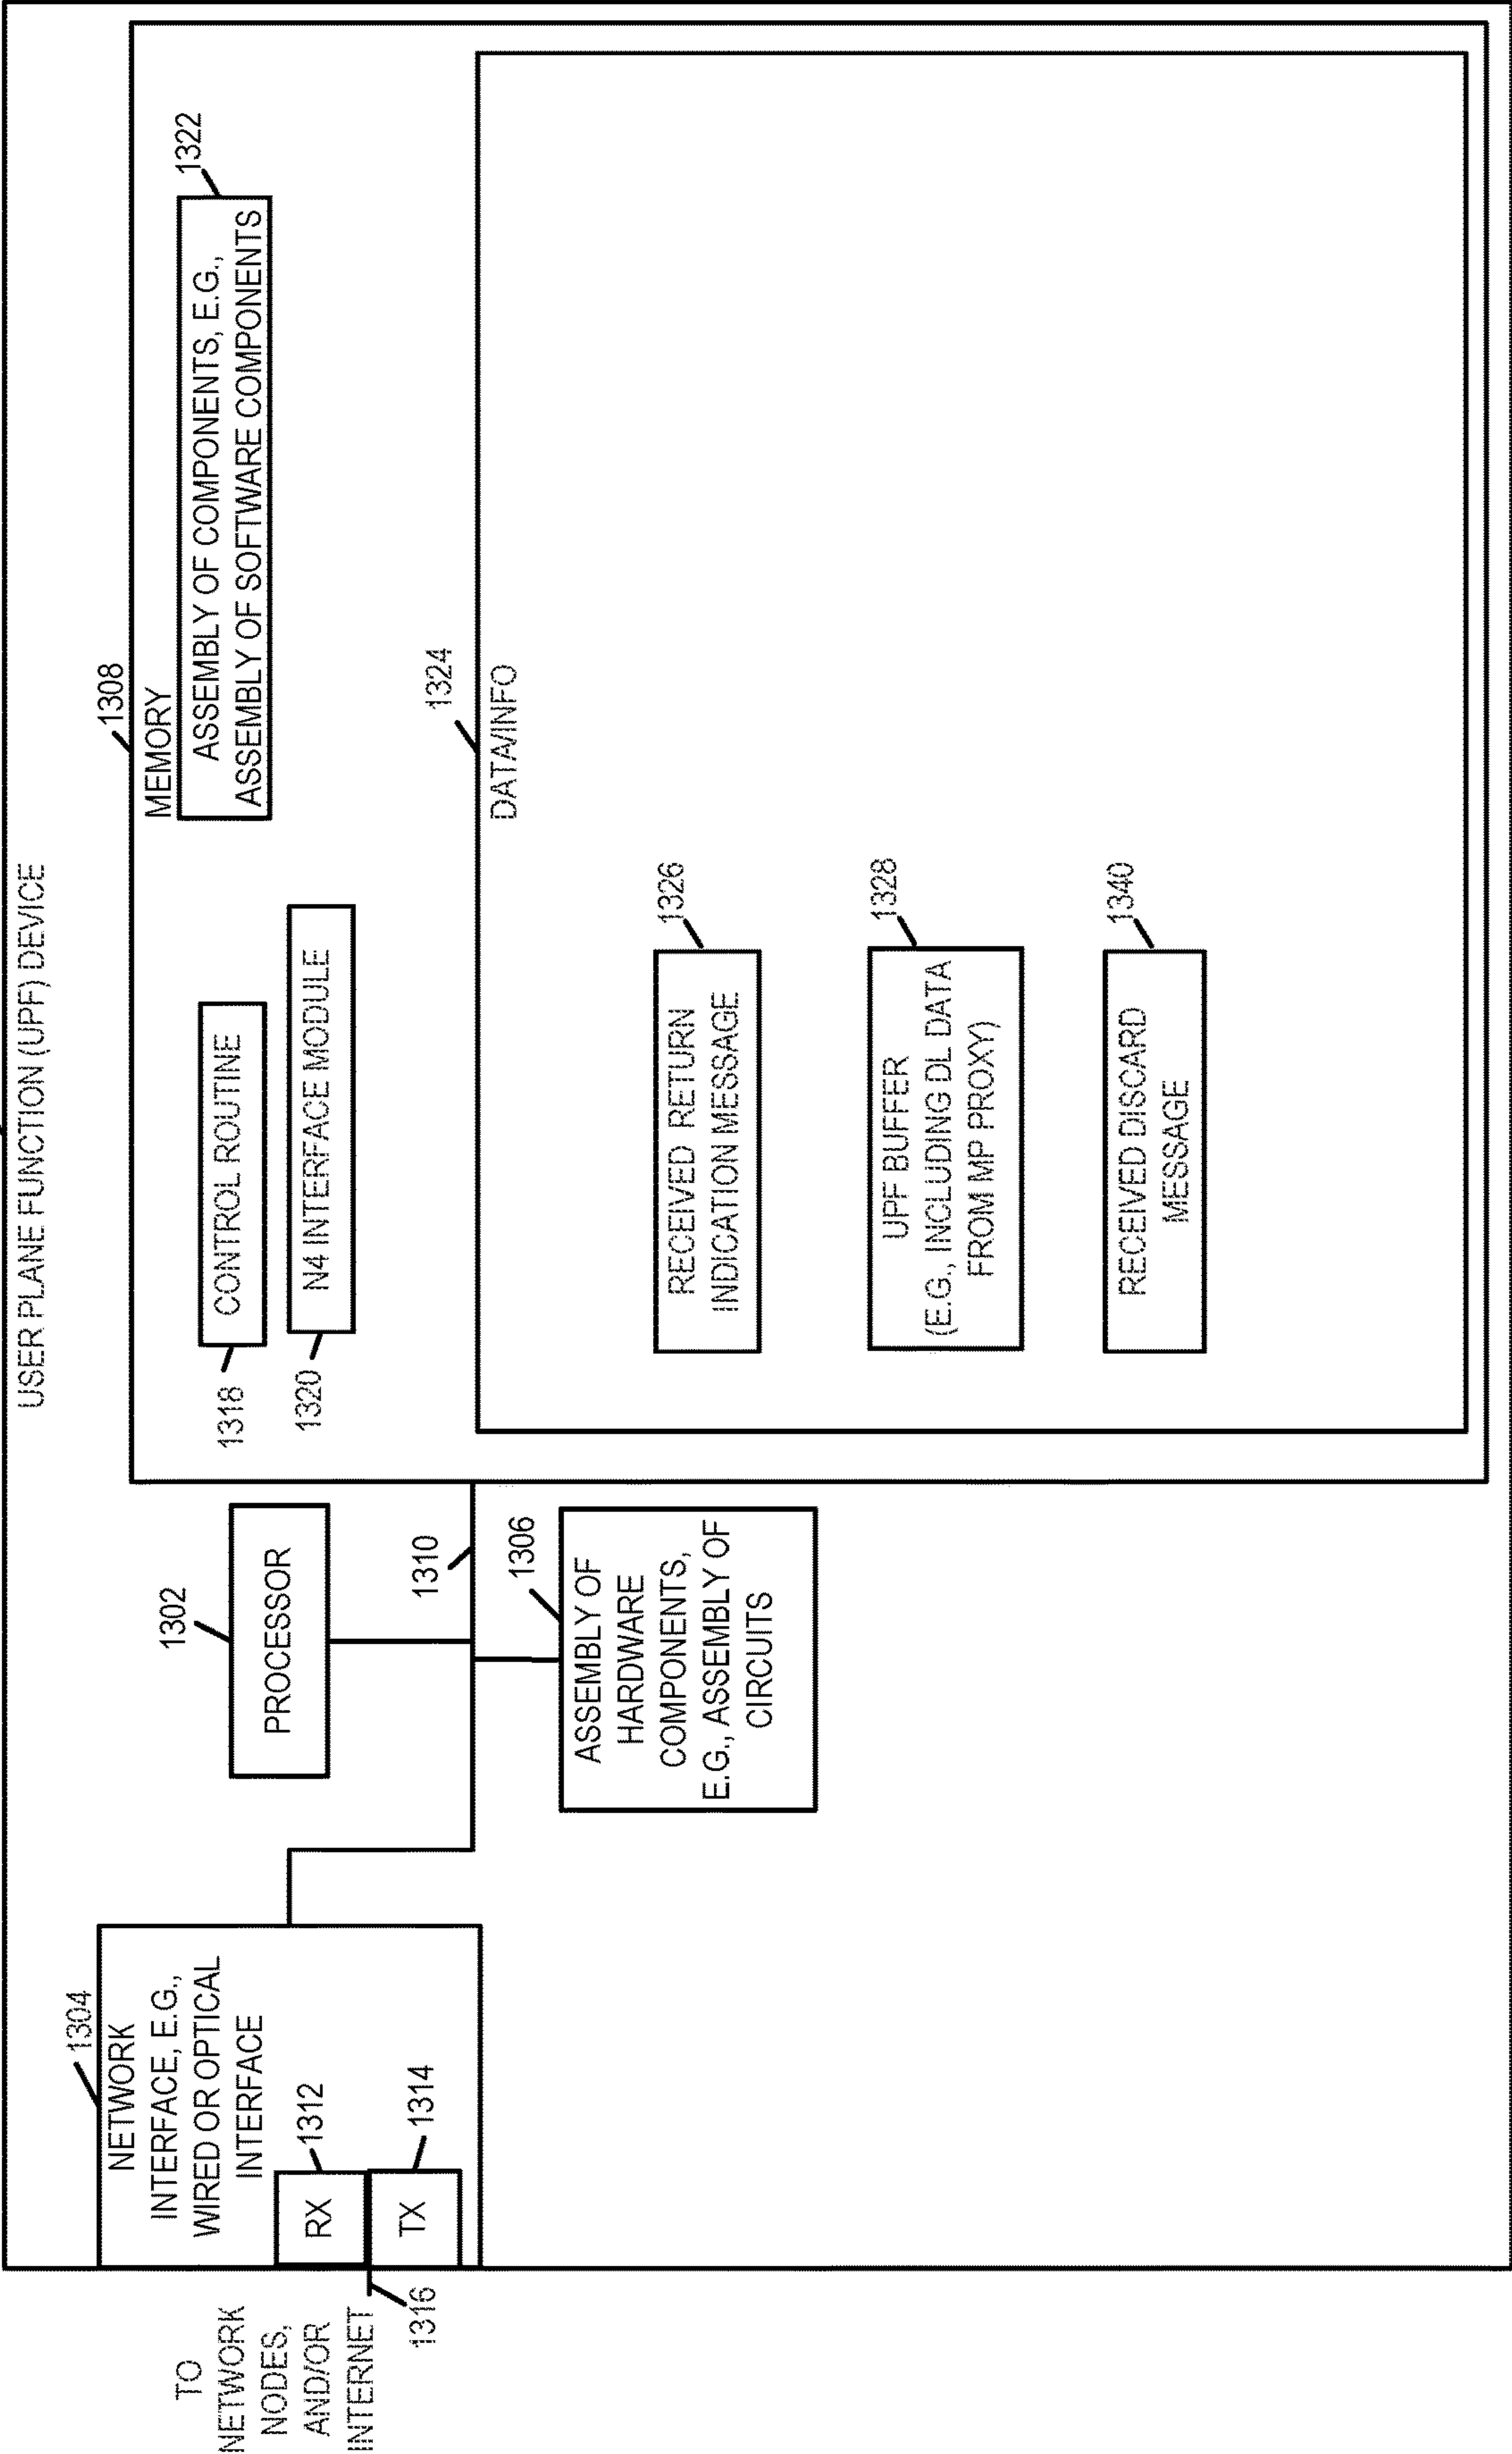 USER PLANE FUNCTION (UPF) DEVICE
1304
NETWORK
INTERFACE, E.G.,
WIRED OR OPTICAL
INTERFACE
RX
1312
TX
1314
1316
TO
NETWORK
NODES,
AND/OR
INTERNET
1302
PROCESSOR
1310
1306
ASSEMBLY OF
HARDWARE
COMPONENTS,
E.G., ASSEMBLY OF
CIRCUITS
1308
MEMORY
1318
CONTROL ROUTINE
1320
N4 INTERFACE MODULE
1322
ASSEMBLY OF COMPONENTS, E.G.,
ASSEMBLY OF SOFTWARE COMPONENTS
1324
DATA/INFO
1326
RECEIVED RETURN
INDICATION MESSAGE
1328
UPF BUFFER
(E.G., INCLUDING DL DATA
FROM MP PROXY)
1340
RECEIVED DISCARD
MESSAGE